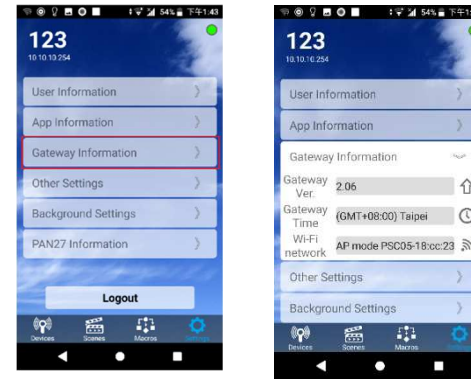 54% 下午1:43
123
10.10.10.254
User Information
App Information
Gateway Information
Other Settings
Background Settings
PAN27 Information
Logout
Devices Scenes Macros Settings
54% 下午1:
123
10.10.10.254
User Information
App Information
Gateway Information
Gateway Ver. 2.06
Gateway Time (GMT+08:00) Taipei
Wi-Fi network AP mode PSC05-18:cc:23
Other Settings
Background Settings
Devices Scenes Macros